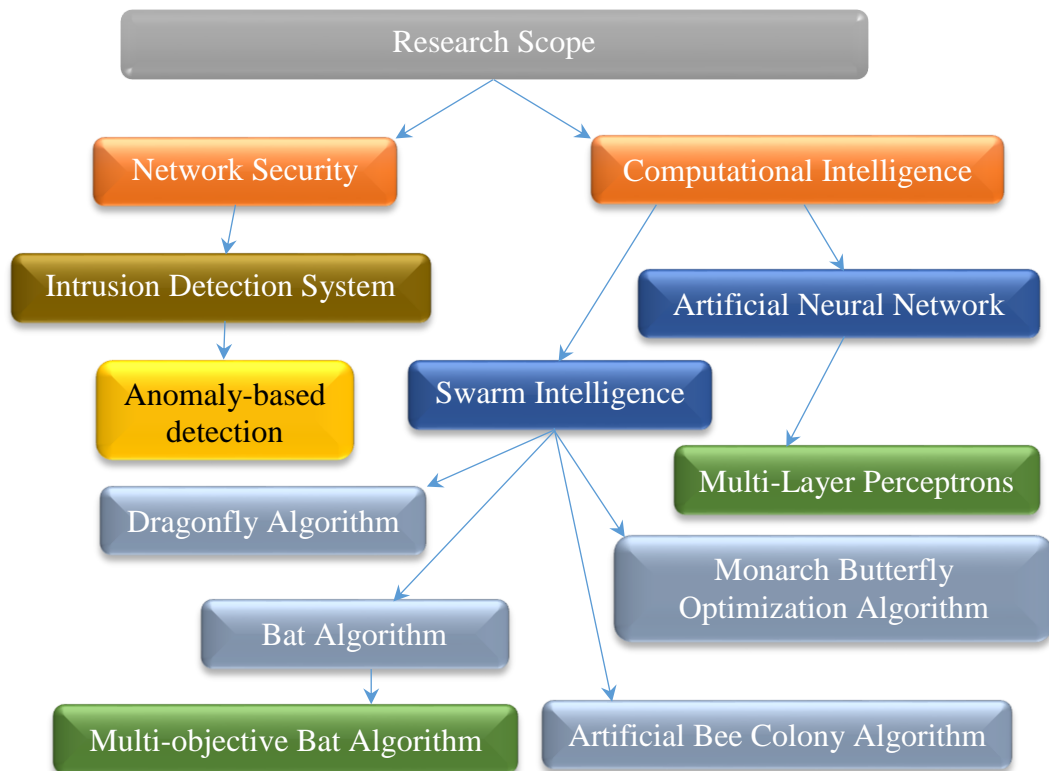 Research Scope
Network Security
Computational Intelligence
Intrusion Detection System
Artificial Neural Network
Anomaly-based
detection
Swarm Intelligence
Multi-Layer Perceptrons
Dragonfly Algorithm
Monarch Butterfly
Optimization Algorithm
Bat Algorithm
Multi-objective Bat Algorithm
Artificial Bee Colony Algorithm